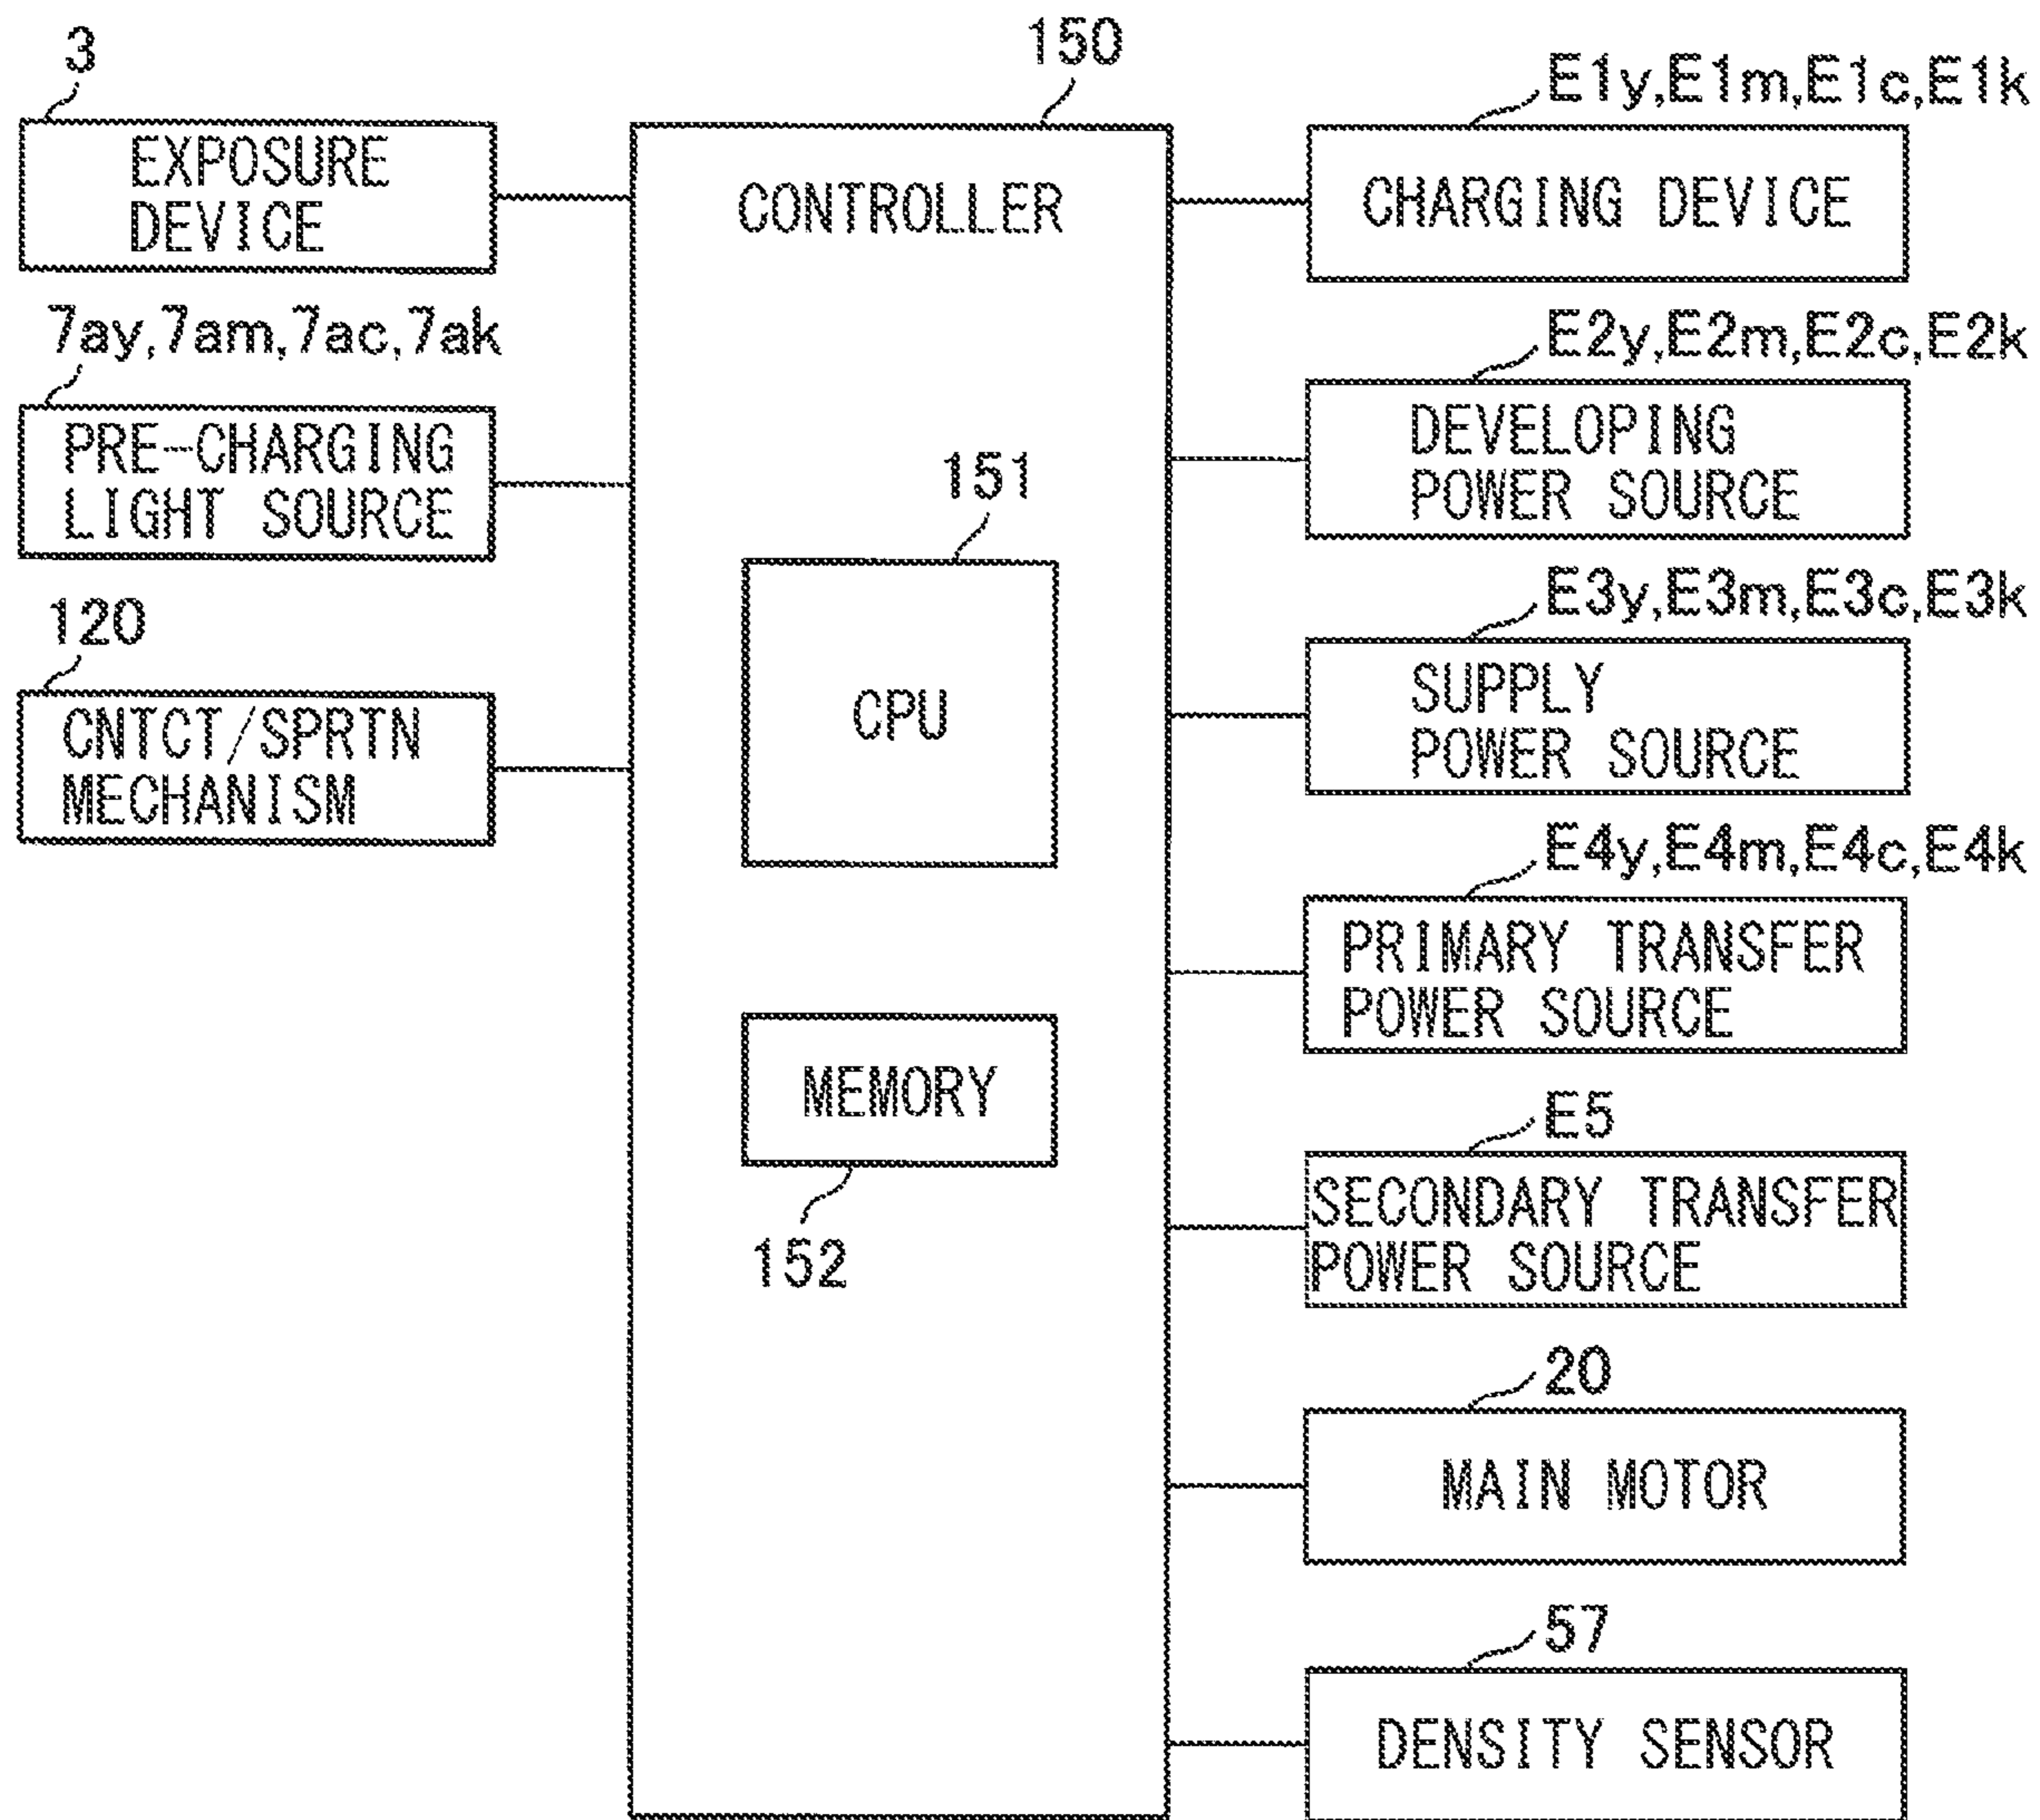 3
EXPOSURE
DEVICE
7ay,7am,7ac,7ak
PRE-CHARGING
LIGHT SOURCE
120
CNTCT/SPRTN
MECHANISM
150
CONTROLLER
151
CPU
MEMORY
152
E1y,E1m,E1c,E1k
CHARGING DEVICE
E2y,E2m,E2c,E2k
DEVELOPING
POWER SOURCE
E3y,E3m,E3c,E3k
SUPPLY
POWER SOURCE
E4y,E4m,E4c,E4k
PRIMARY TRANSFER
POWER SOURCE
E5
SECONDARY TRANSFER
POWER SOURCE
20
MAIN MOTOR
57
DENSITY SENSOR